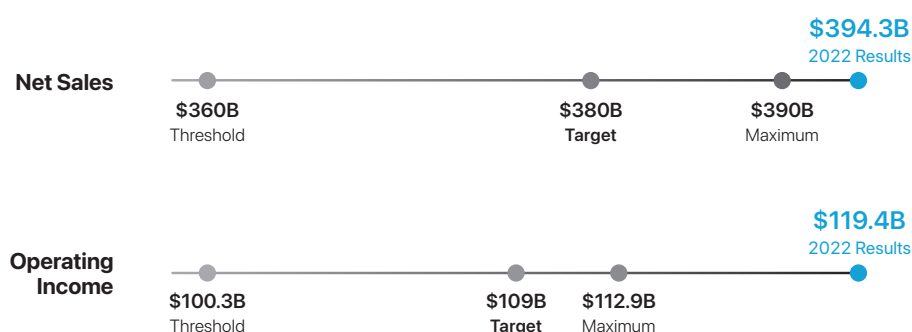 $394.3B
2022 Results
Net Sales
$360B $380B $390B
Threshold Target Maximum
$119.4B
2022 Results
Operating
Income
$100.3B $109B $112.9B
Threshold Target Maximum